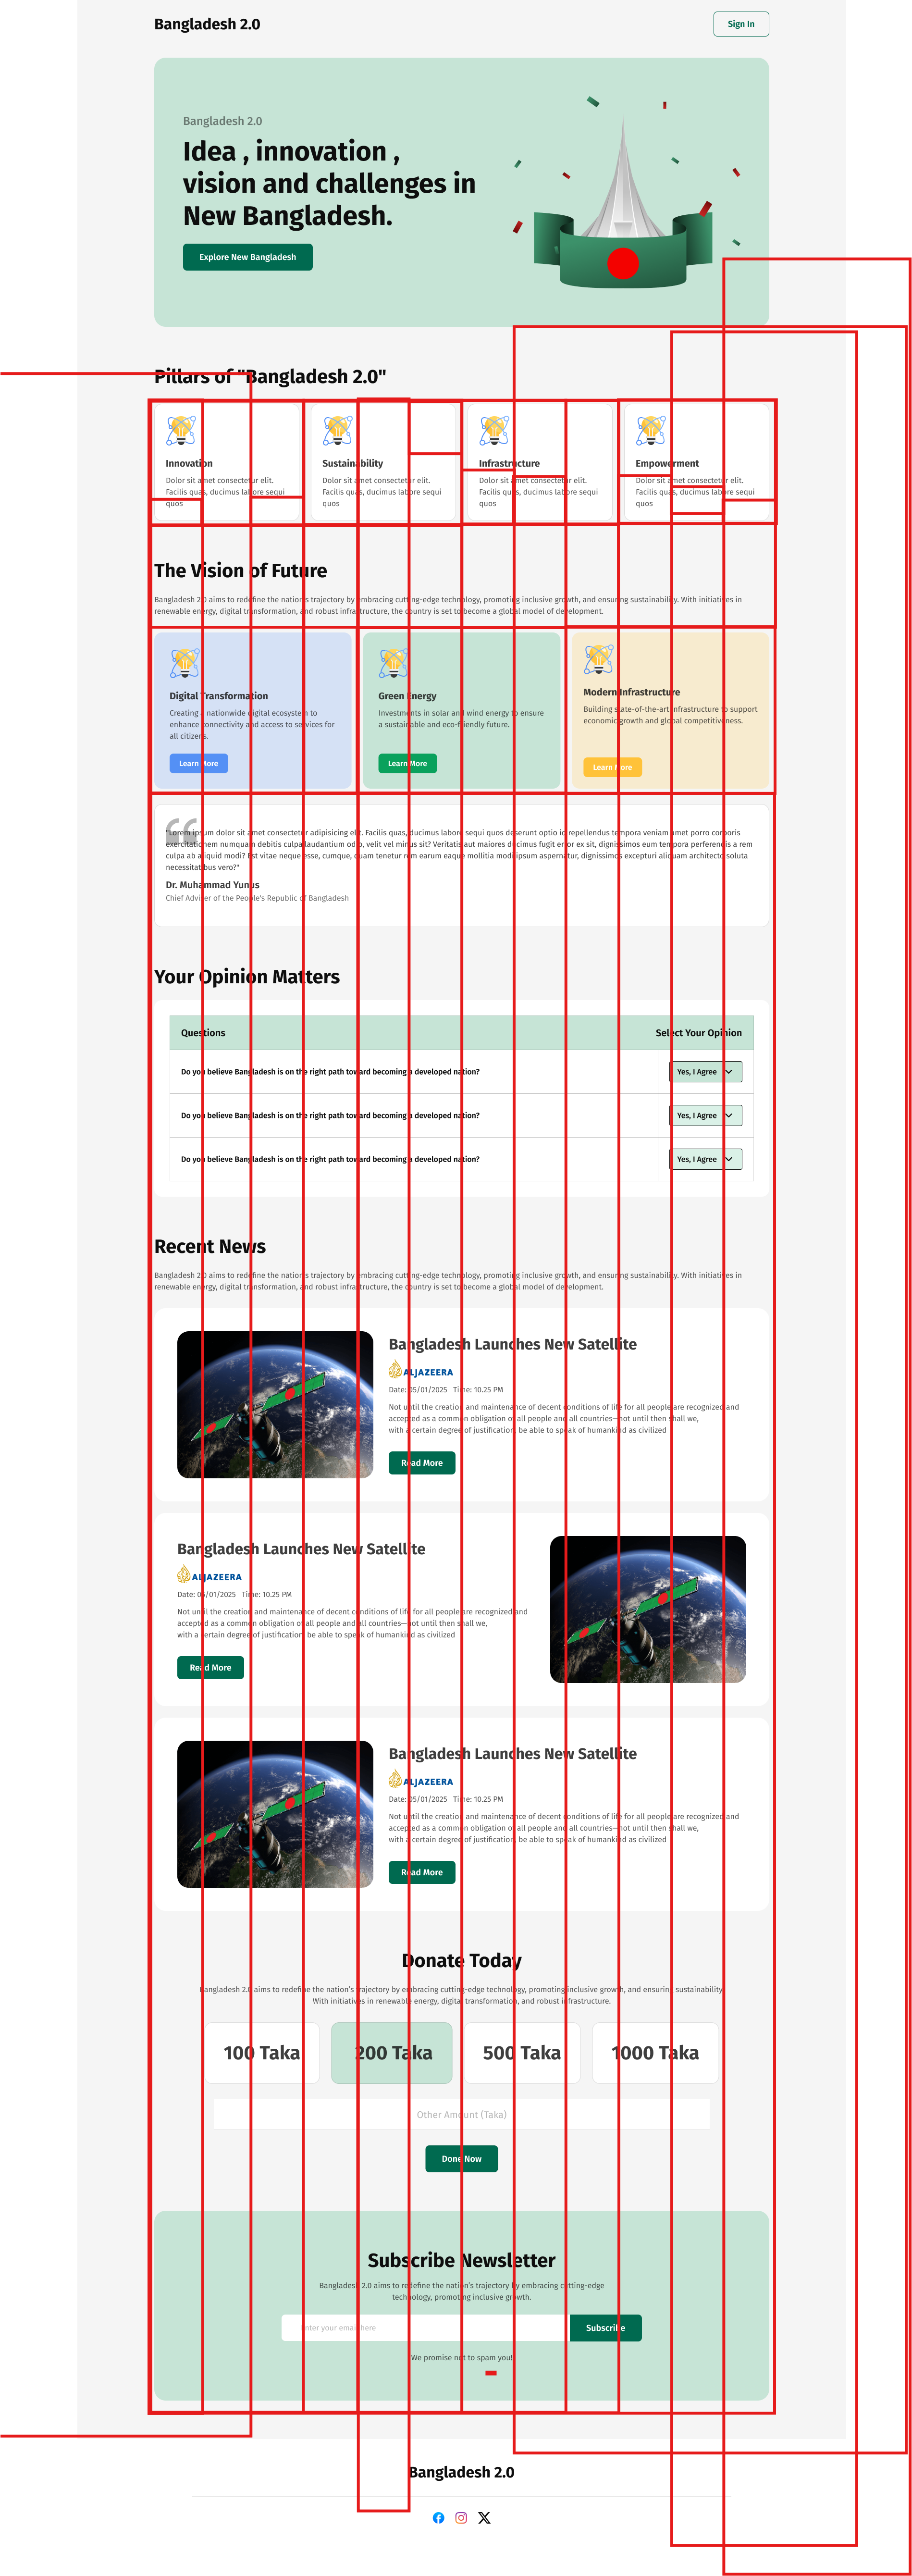 Bangladesh 2.0
Sign In
Bangladesh 2.0
Idea , innovation ,
vision and challenges in
New Bangladesh.
Explore New Bangladesh
Pillars of "Bangladesh 2.0"
Innovation
Dolor sit amet consectetur elit.
Facilis quas, ducimus labore sequi
quos
Sustainability
Dolor sit amet consectetur elit.
Facilis quas, ducimus labore sequi
quos
Infrastructure
Dolor sit amet consectetur elit.
Facilis quas, ducimus labore sequi
quos
Empowerment
Dolor sit amet consectetur elit.
Facilis quas, ducimus labore sequi
quos
The Vision of Future
Bangladesh 2.0 aims to redefine the nation's trajectory by embracing cutting-edge technology, promoting inclusive growth, and ensuring sustainability. With initiatives in
renewable energy, digital transformation, and robust infrastructure, the country is set to become a global model of development.
Digital Transformation
Creating a nationwide digital ecosystem to
enhance connectivity and access to services for
all citizens.
Learn More
Green Energy
Investments in solar and wind energy to ensure
a sustainable and eco-friendly future.
Learn More
Modern Infrastructure
Building state-of-the-art infrastructure to support
economic growth and global competitiveness.
Learn More
"Lorem ipsum dolor sit amet consectetur adipisicing elit. Facilis quas, ducimus labore sequi quos deserunt optio id repellendus tempora veniam amet porro corporis
exercitationem numquam debitis culpa laudantium odio, velit vel minus sit? Veritatis aut maiores ducimus fugit error ex sit, dignissimos eum tempora perferendis a rem
culpa ab aliquid modi? Est vitae neque esse, cumque, quam tenetur rem earum eaque mollitia modi ipsum aspernatur, dignissimos excepturi aliquam architecto soluta
necessitatibus vero?"
Dr. Muhammad Yunus
Chief Adviser of the People's Republic of Bangladesh
Your Opinion Matters
Questions
Select Your Opinion
Do you believe Bangladesh is on the right path toward becoming a developed nation?
Yes, I Agree
Do you believe Bangladesh is on the right path toward becoming a developed nation?
Yes, I Agree
Do you believe Bangladesh is on the right path toward becoming a developed nation?
Yes, I Agree
Recent News
Bangladesh 2.0 aims to redefine the nation's trajectory by embracing cutting-edge technology, promoting inclusive growth, and ensuring sustainability. With initiatives in
renewable energy, digital transformation, and robust infrastructure, the country is set to become a global model of development.
Bangladesh Launches New Satellite
ALJAZEERA
Date: 05/01/2025 Time: 10.25 PM
Not until the creation and maintenance of decent conditions of life for all people are recognized and
accepted as a common obligation of all people and all countries—not until then shall we,
with a certain degree of justification, be able to speak of humankind as civilized
Read More
Bangladesh Launches New Satellite
ALJAZEERA
Date: 05/01/2025 Time: 10.25 PM
Not until the creation and maintenance of decent conditions of life for all people are recognized and
accepted as a common obligation of all people and all countries—not until then shall we,
with a certain degree of justification, be able to speak of humankind as civilized
Read More
Bangladesh Launches New Satellite
ALJAZEERA
Date: 05/01/2025 Time: 10.25 PM
Not until the creation and maintenance of decent conditions of life for all people are recognized and
accepted as a common obligation of all people and all countries—not until then shall we,
with a certain degree of justification, be able to speak of humankind as civilized
Read More
Donate Today
Bangladesh 2.0 aims to redefine the nation's trajectory by embracing cutting-edge technology, promoting inclusive growth, and ensuring sustainability.
With initiatives in renewable energy, digital transformation, and robust infrastructure.
100 Taka
200 Taka
500 Taka
1000 Taka
Other Amount (Taka)
Done Now
Subscribe Newsletter
Bangladesh 2.0 aims to redefine the nation's trajectory by embracing cutting-edge
technology, promoting inclusive growth.
enter your email here
Subscribe
We promise not to spam you!
Bangladesh 2.0